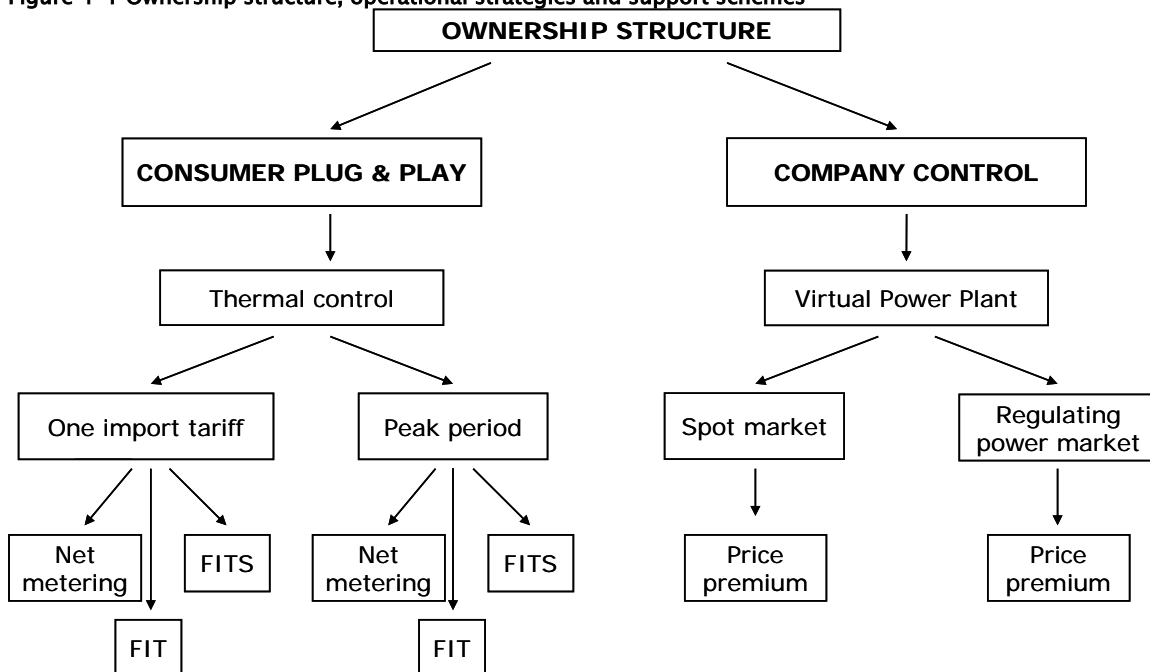 Figure 4-1 Ownership structure, operational strategies and support schemes
OWNERSHIP STRUCTURE
CONSUMER PLUG & PLAY
COMPANY CONTROL
Thermal control
Virtual Power Plant
One import tariff
Peak period
Spot market
Regulating
power market
Net
metering
FITS
Net
metering
FITS
Price
premium
Price
premium
FIT
FIT